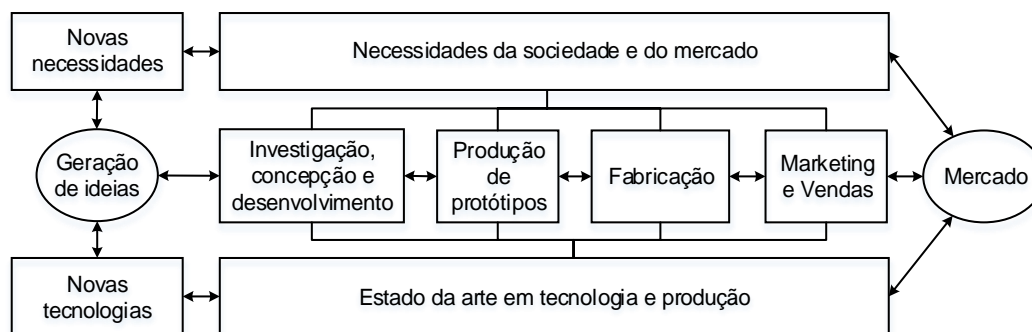 Novas
necessidades
Necessidades da sociedade e do mercado
Geração
de ideias
Investigação,
concepção e
desenvolvimento
Produção
de
protótipos
Fabricação
Marketing
e Vendas
Mercado
Novas
tecnologias
Estado da arte em tecnologia e produção